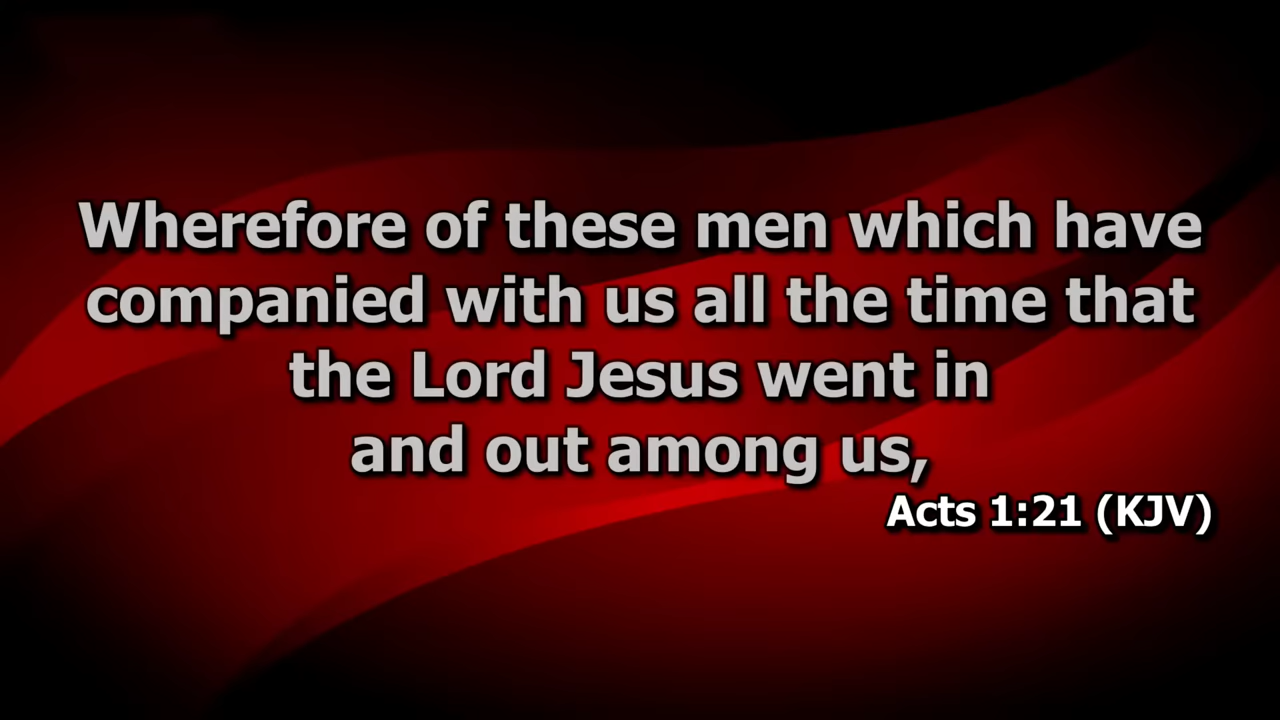 Wherefore of these men which have
companied with us all the time that
the Lord Jesus went in
and out among us,
Acts 1:21 (KJV)